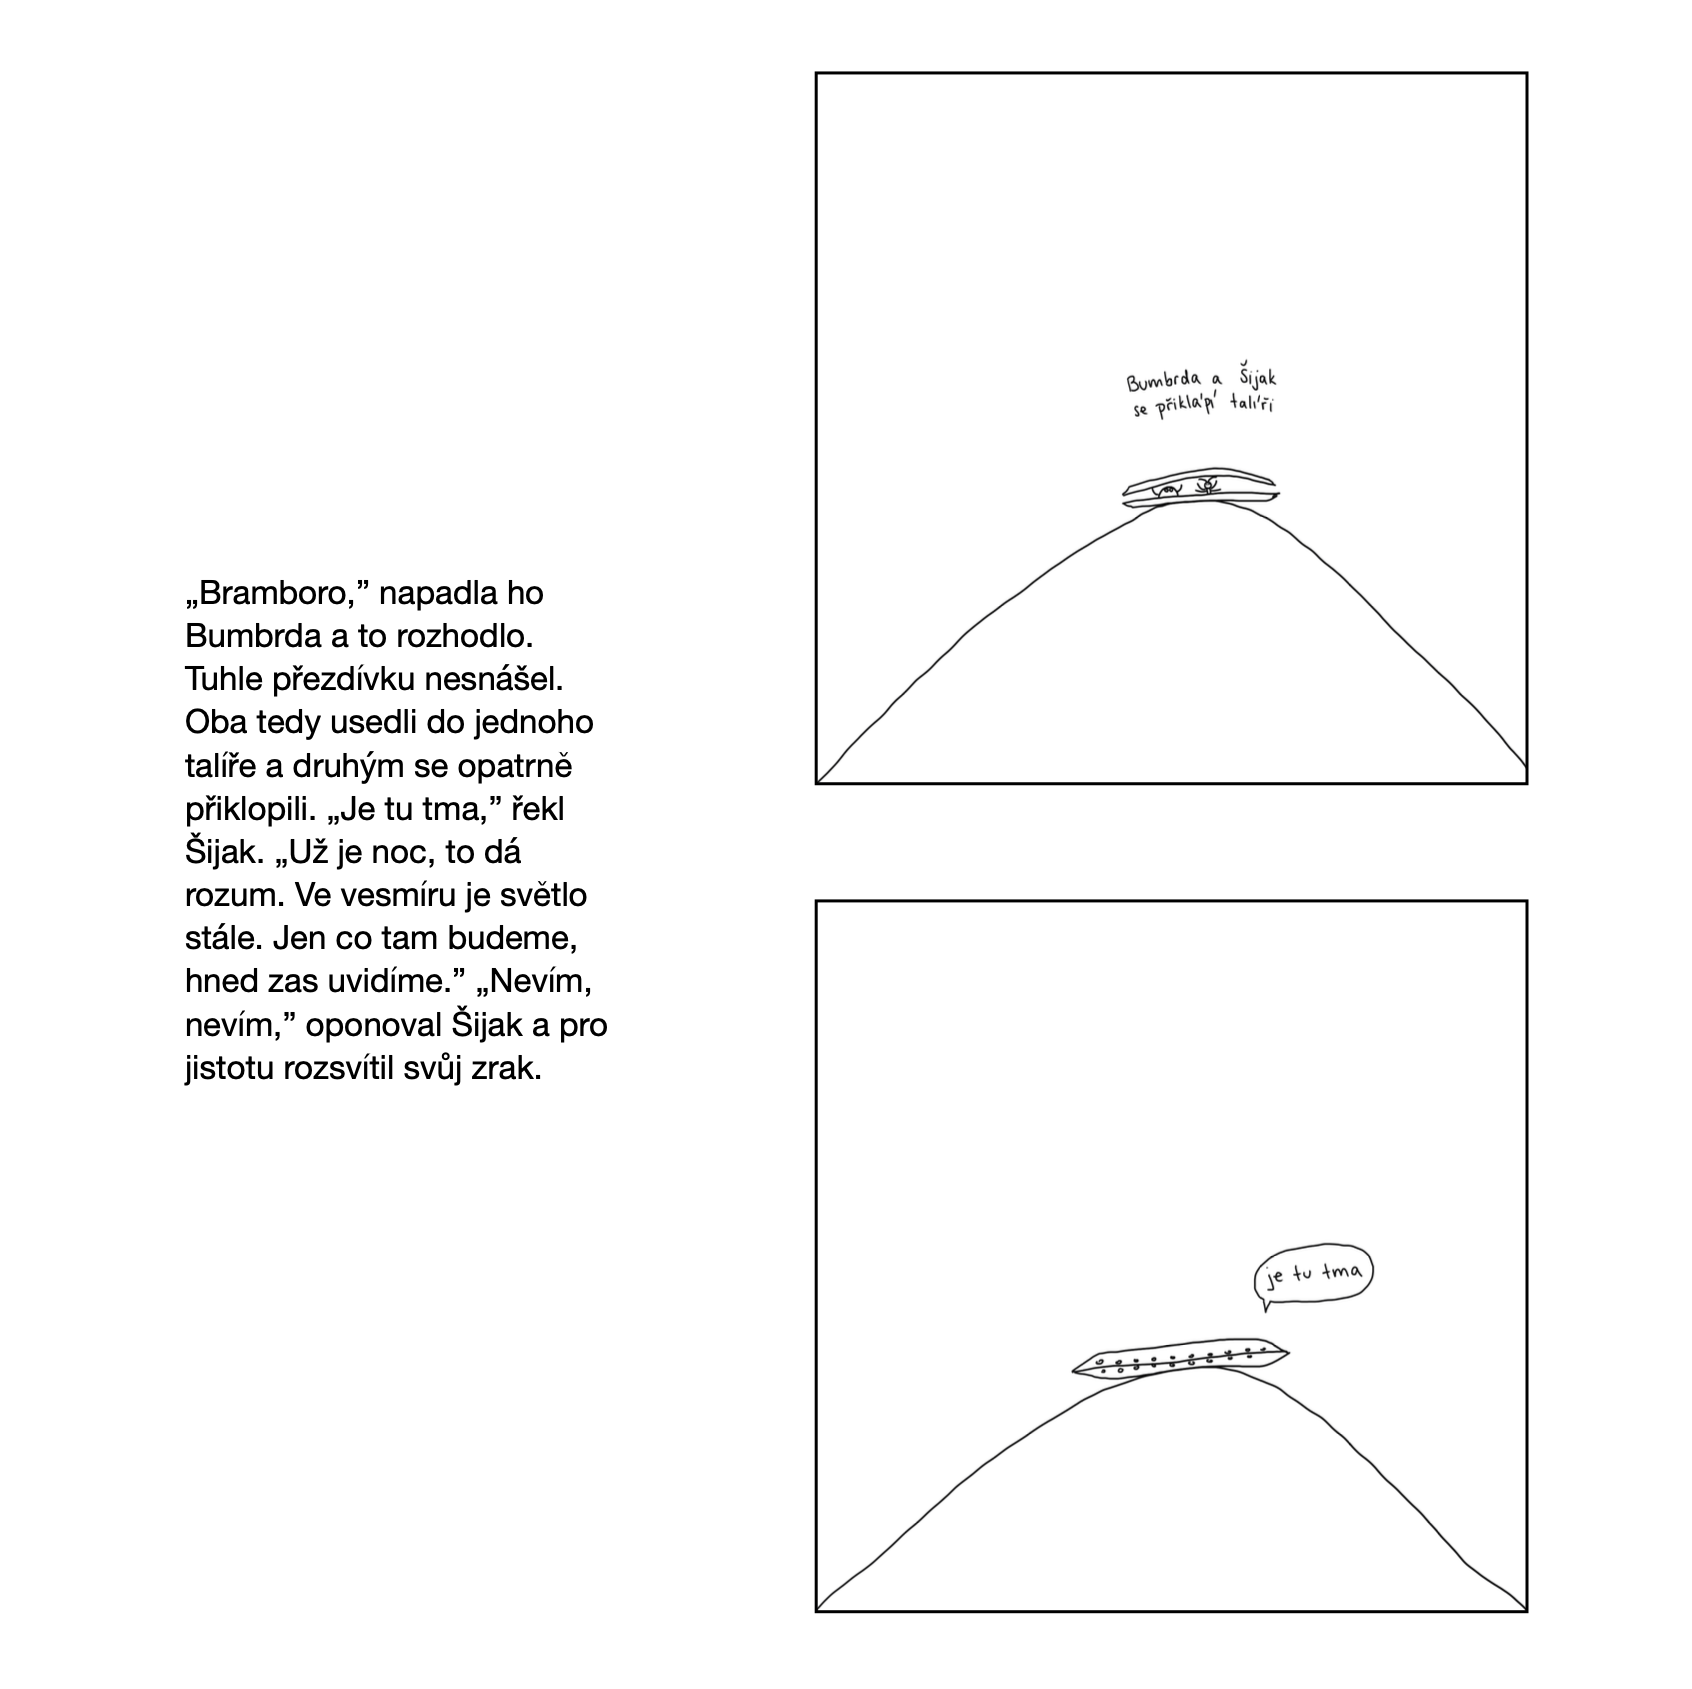 „Bramboro,” napadla ho
Bumbrda a to rozhodlo.
Tuhle přezdívku nesnášel.
Oba tedy usedli do jednoho
talíře a druhým se opatrně
přiklopili. „Je tu tma,” řekl
Šijak. „Už je noc, to dá
rozum. Ve vesmíru je světlo
stále. Jen co tam budeme,
hned zas uvidíme.” „Nevím,
nevím,” oponoval Šijak a pro
jistotu rozsvítil svůj zrak.
Bumbrda a Šijak
se přiklápí talíři
je tu tma